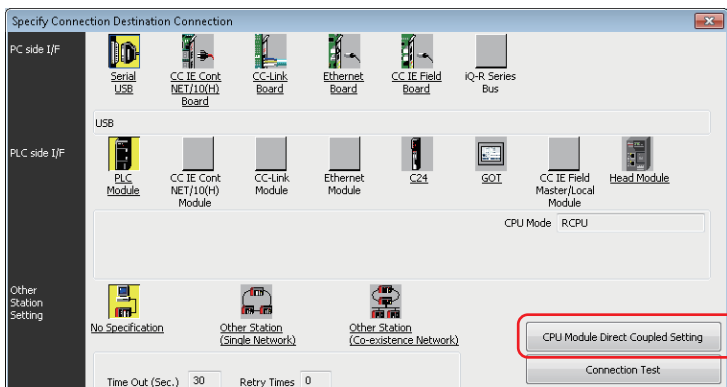 Specify Connection Destination Connection
PC side I/F
Serial
USB
CC IE Cont
NET/10(H)
Board
CC-Link
Board
Ethernet
Board
CC IE Field
Board
iQ-R Series
Bus
USB
PLC side I/F
PLC
Module
CC IE Cont
NET/10(H)
Module
CC-Link
Module
Ethernet
Module
C24
GOT
CC IE Field
Master/Local
Module
Head Module
CPU Mode RCPU
Other
Station
Setting
No Specification
Other Station
(Single Network)
Other Station
(Co-existence Network)
CPU Module Direct Coupled Setting
Connection Test
Time Out (Sec.) 30 Retry Times 0